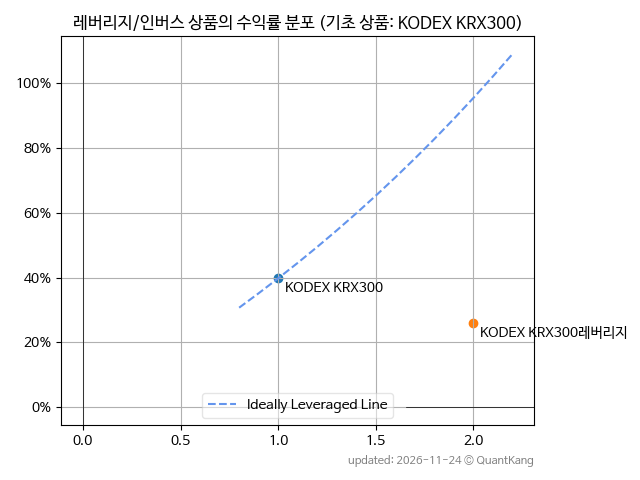 레버리지/인버스 상품의 수익률 분포 (기초 상품: KODEX KRX300)
100%
80%
60%
40%
20%
0%
KODEX KRX300
KODEX KRX300레버리지
Ideally Leveraged Line
0.0 0.5 1.0 1.5 2.0
updated: 2026-11-24 © QuantKang